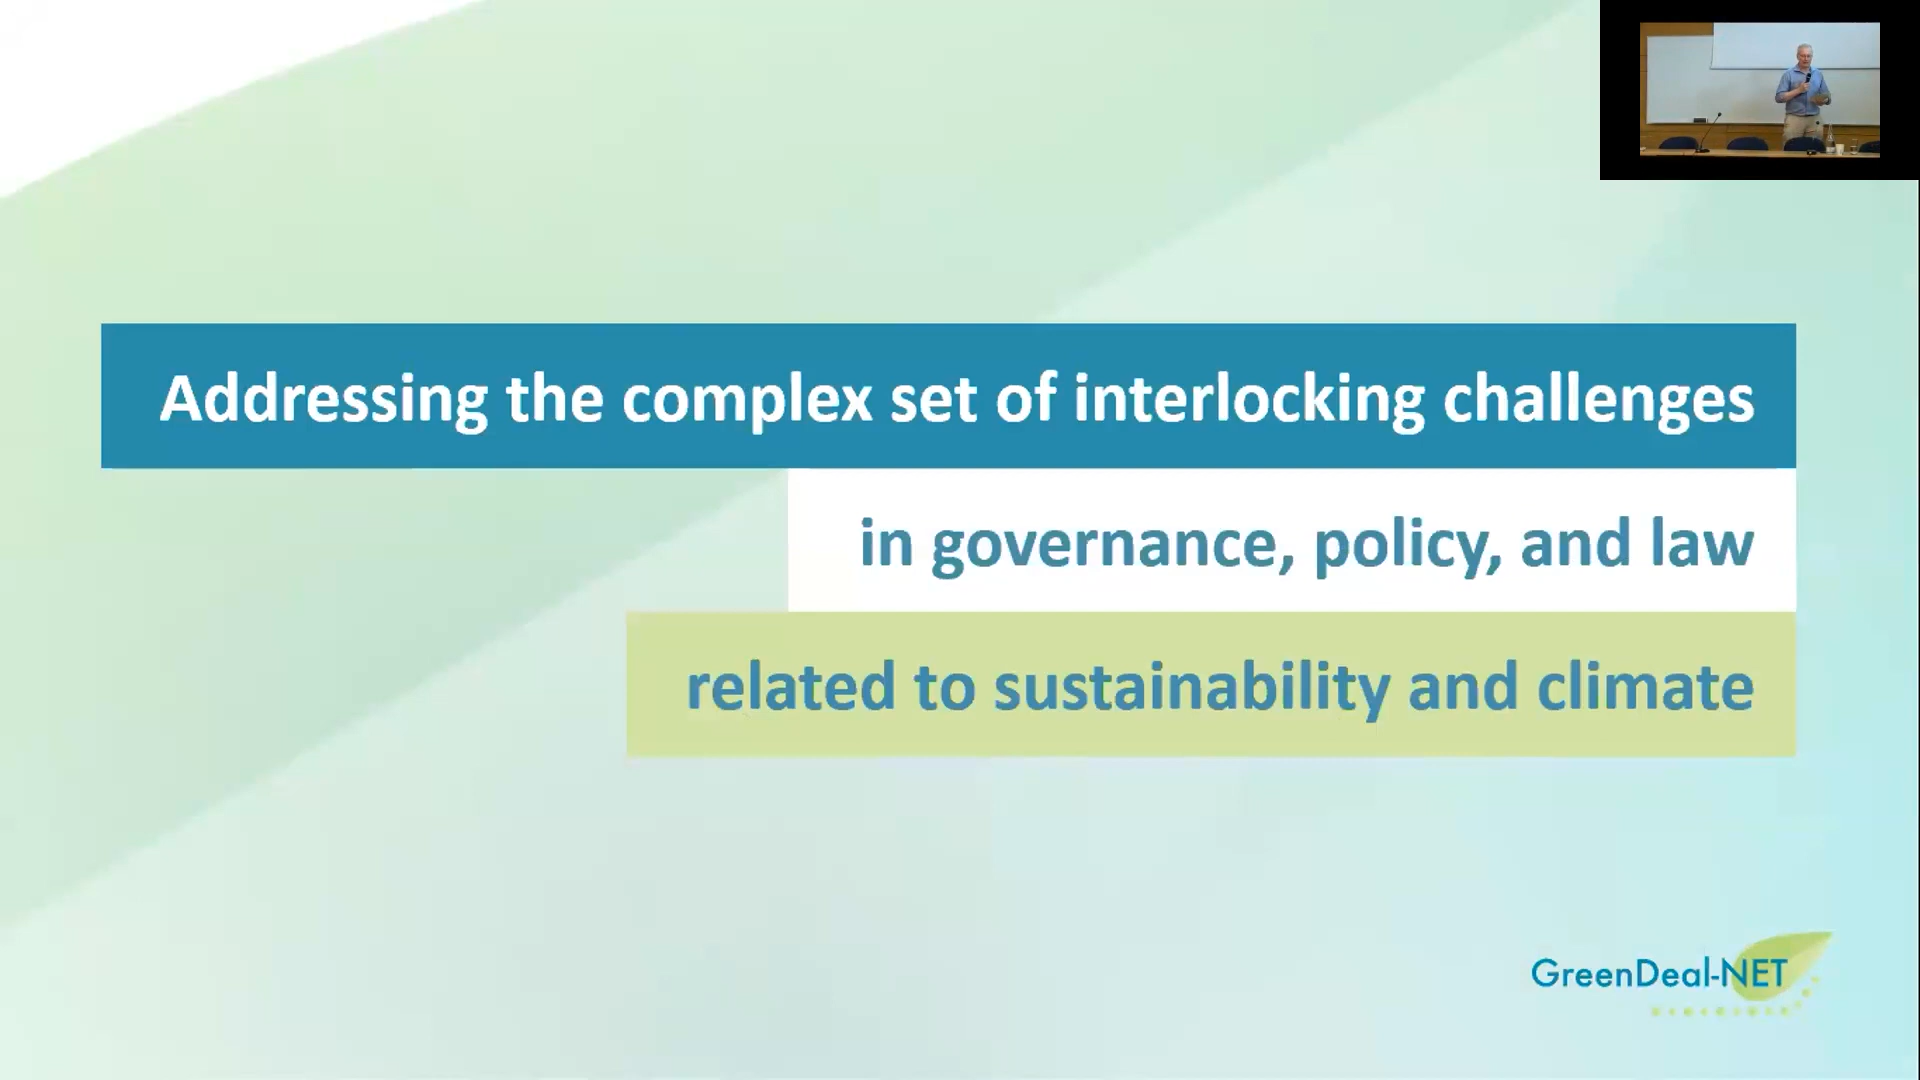 Addressing the complex set of interlocking challenges
in governance, policy, and law
related to sustainability and climate
GreenDeal-NET